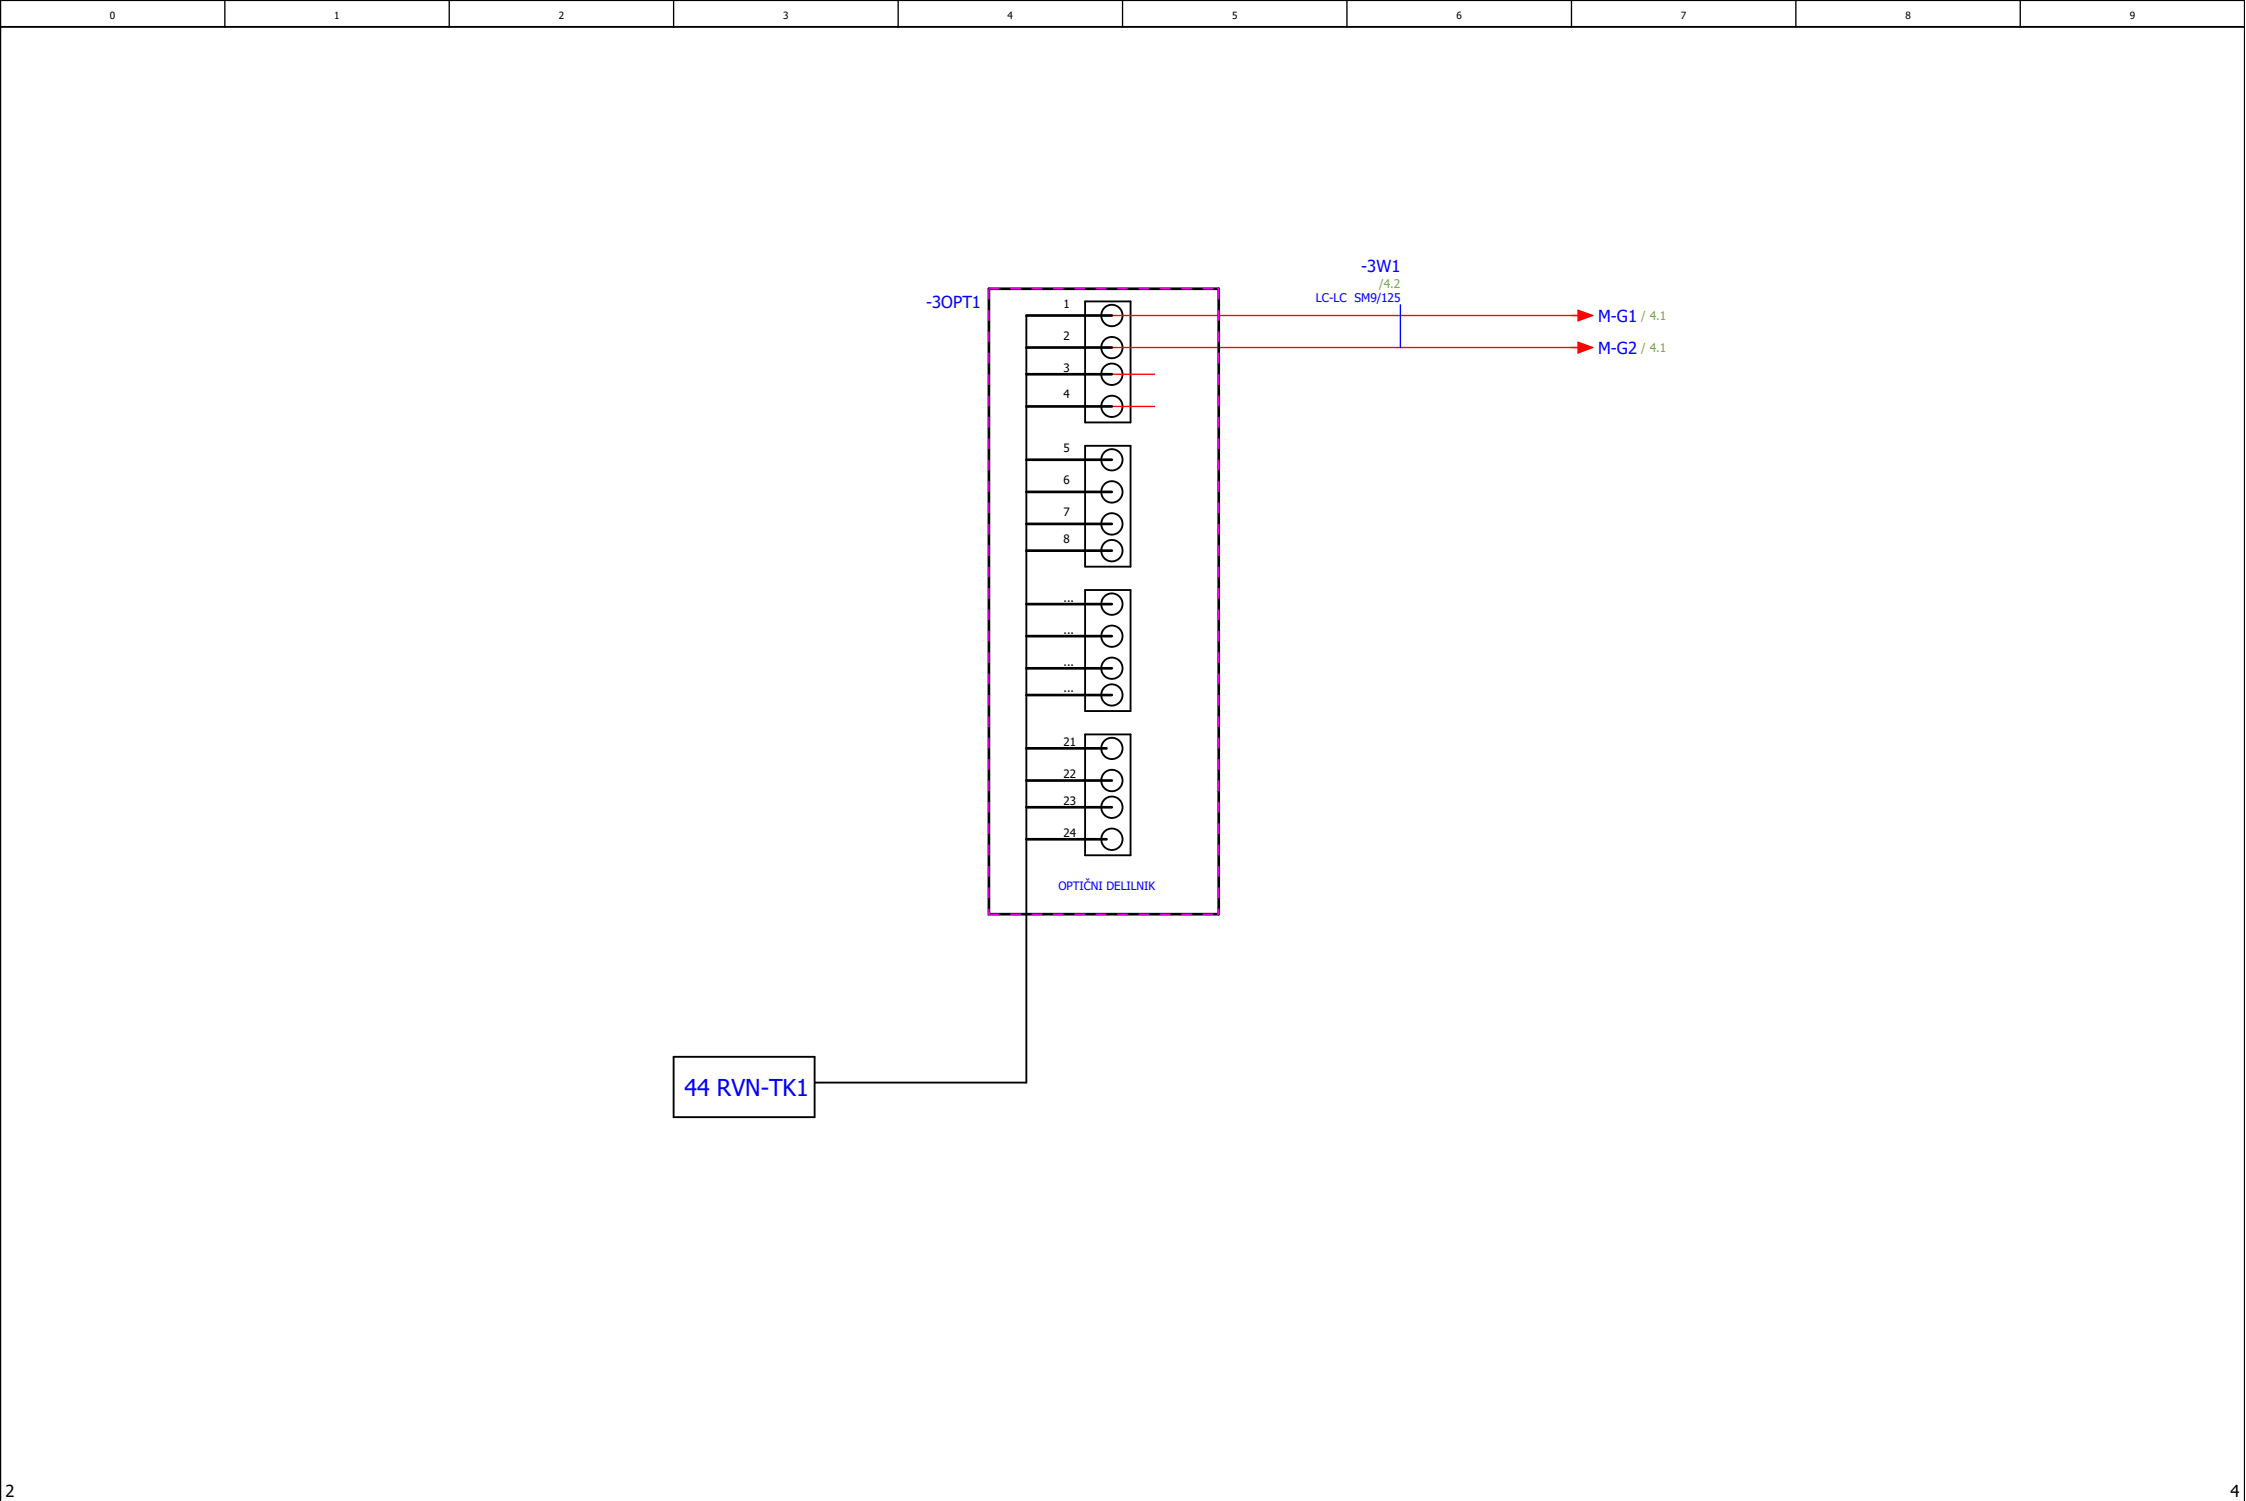 0 1 2 3 4 5 6 7 8 9
-3W1
/4.2
LC-LC SM9/125
-3OPT1
1
M-G1 / 4.1
2
M-G2 / 4.1
3
4
5
6
7
8
...
...
...
...
21
22
23
24
OPTIČNI DELILNIK
44 RVN-TK1
2
4